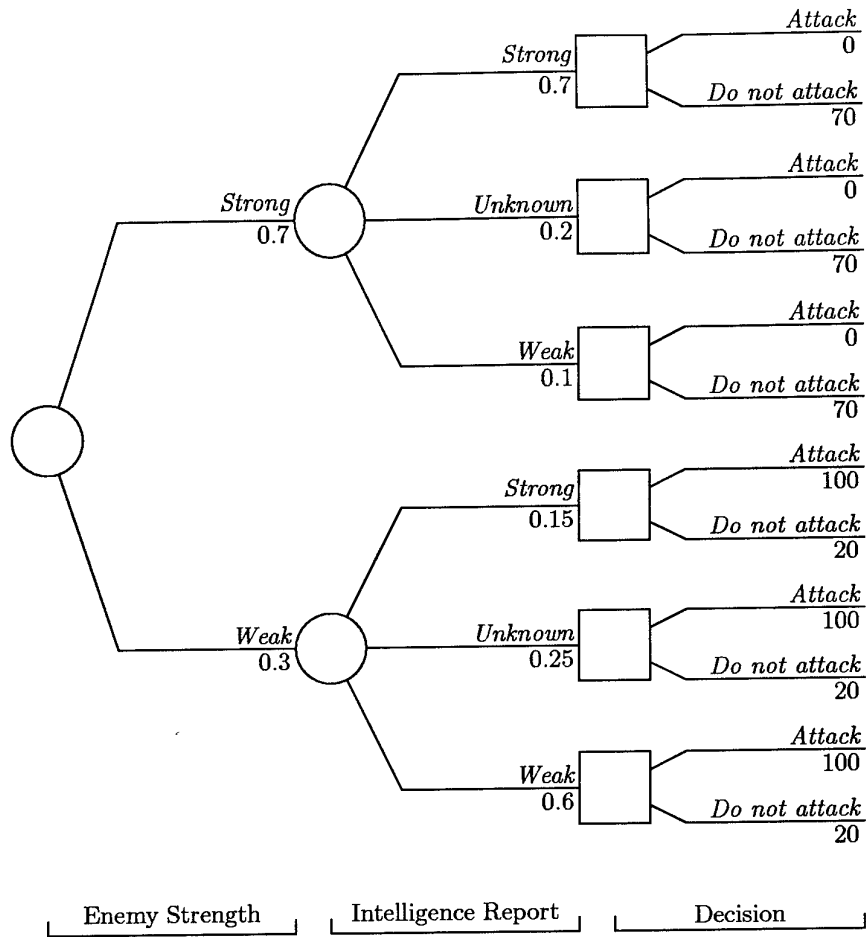 Attack
0
Strong
0.7
Do not attack
70
Attack
0
Strong
0.7
Unknown
0.2
Do not attack
70
Attack
0
Weak
0.1
Do not attack
70
Attack
100
Strong
0.15
Do not attack
20
Attack
100
Weak
0.3
Unknown
0.25
Do not attack
20
Attack
100
Weak
0.6
Do not attack
20
Enemy Strength
Intelligence Report
Decision